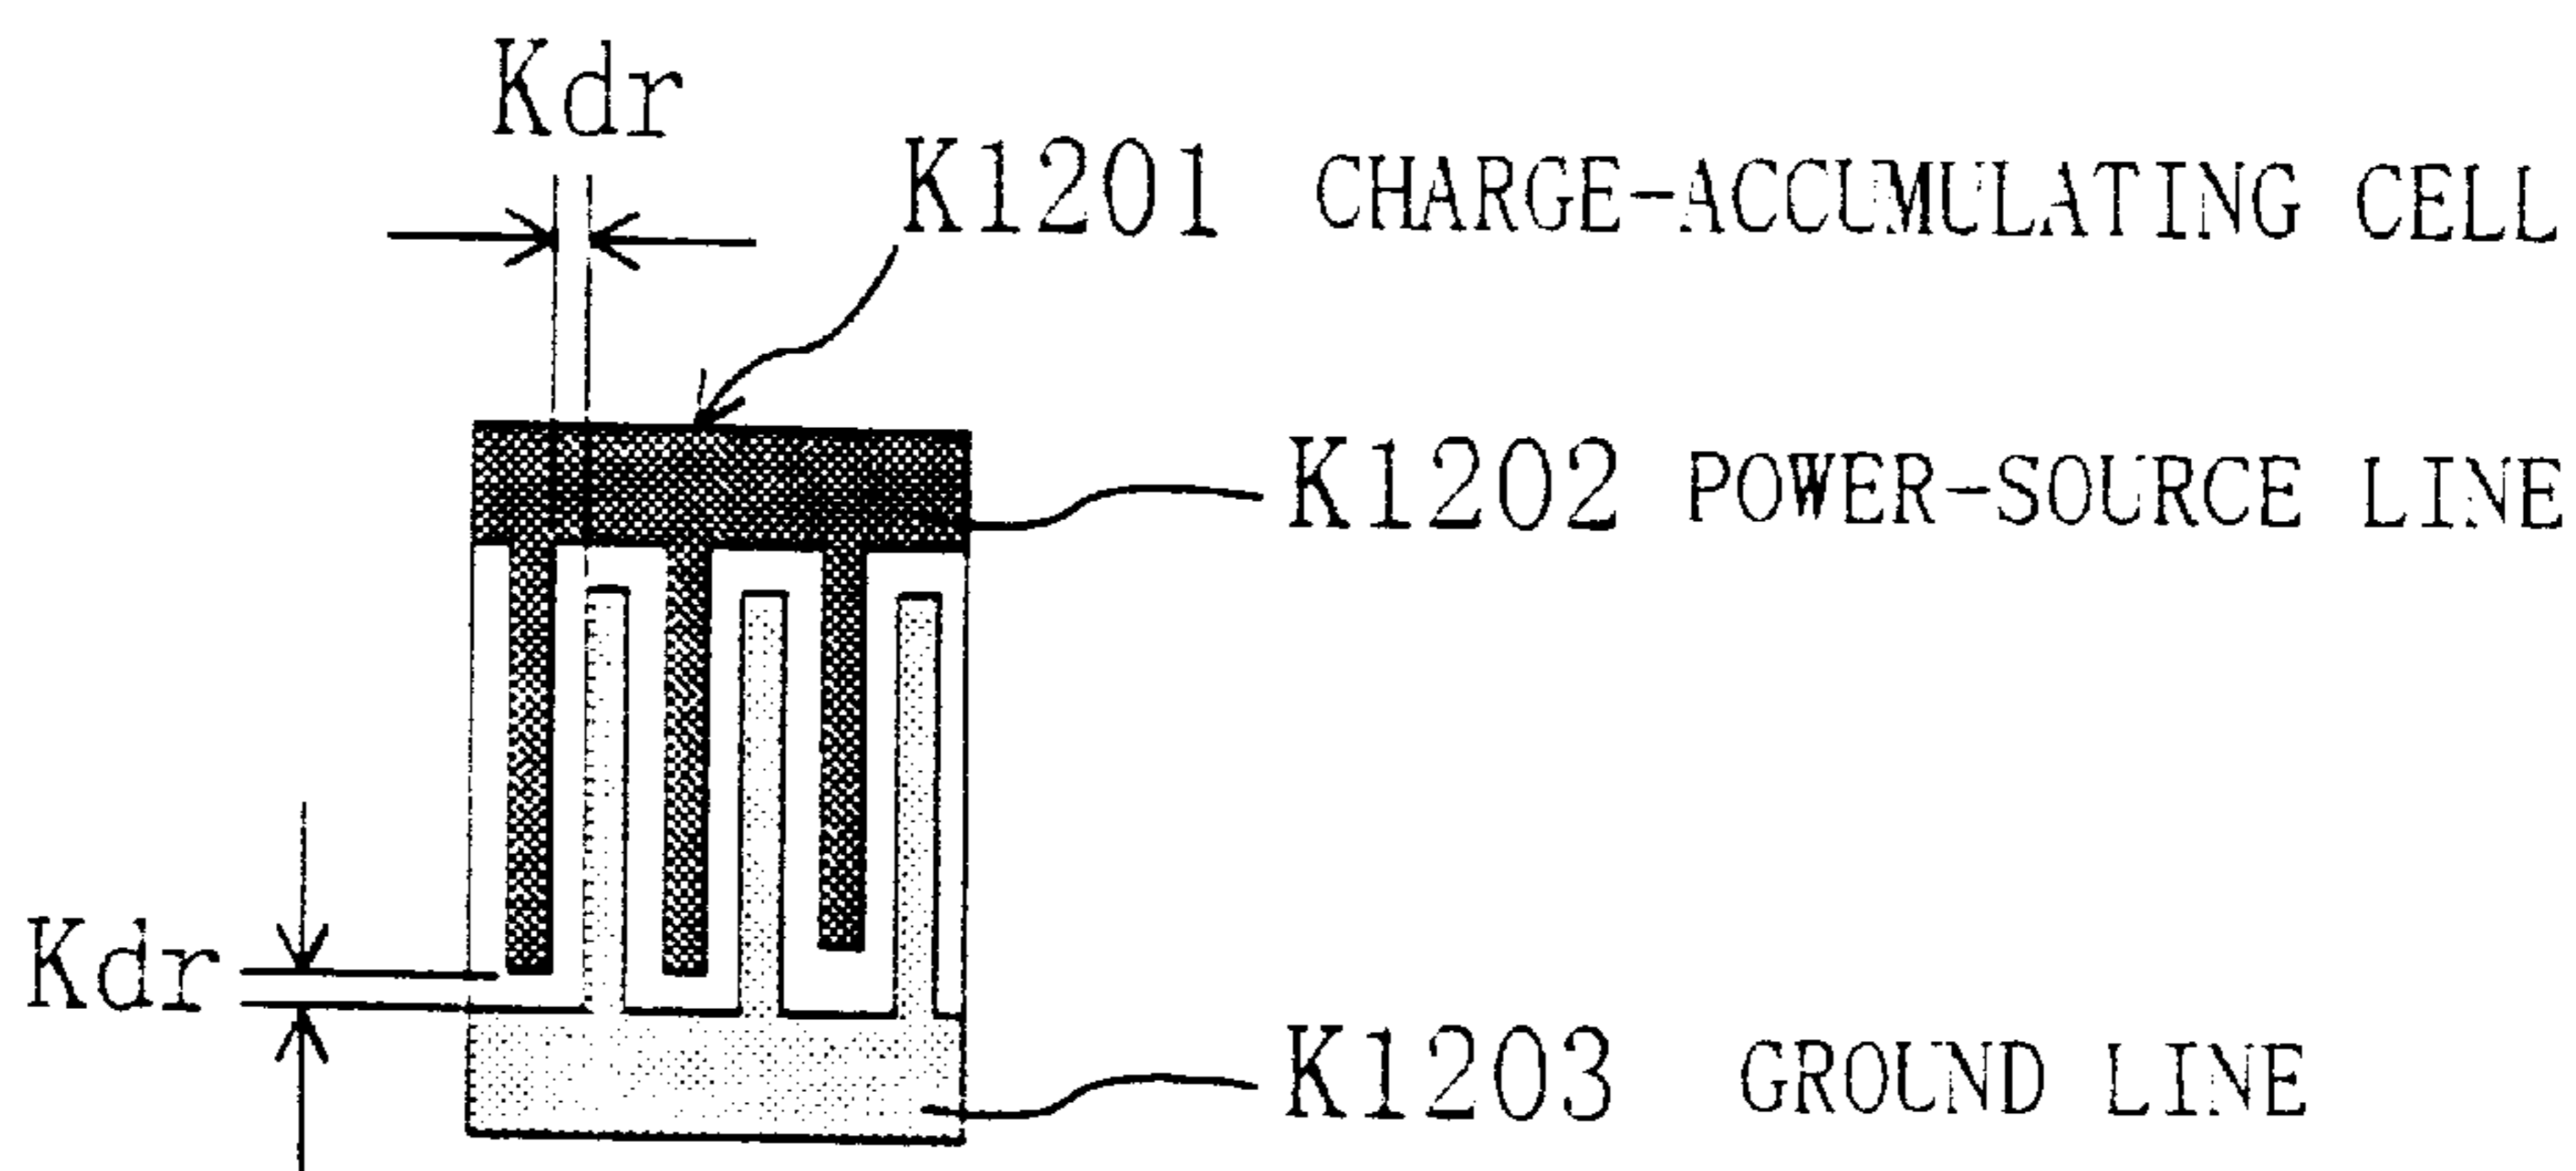 Kdr
K1201 CHARGE-ACCUMULATING CELL
K1202 POWER-SOURCE LINE
Kdr
K1203 GROUND LINE